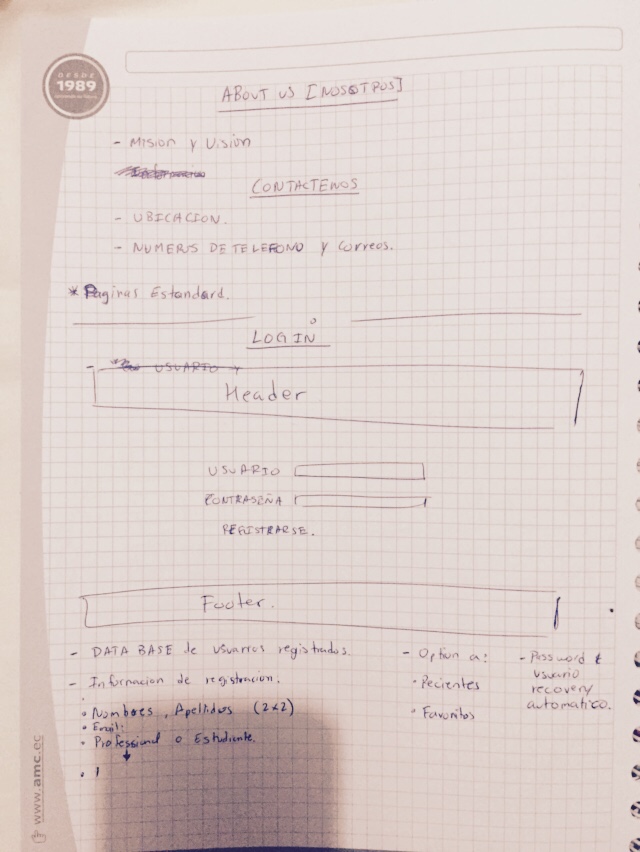 DESDE
1989
ABOUT US [NOSOTROS]
- MISION Y VISION
CONTACTENOS
- UBICACION.
- NUMEROS DE TELEFONO Y CORREOS.
* Paginas Estandard.
LOGIN
- USUARIO
Header
USUARIO
CONTRASEÑA
REGISTRARSE.
Footer.
- DATA BASE de usuarios registrados.
- Informacion de registracion:
• Nombres, Apellidos (2x2)
• Email:
• Professional o Estudiante.
• 1
- Option a:
• Recientes
• Favoritos
- Password &
usuario
recovery
automatico.
www.amc.ec